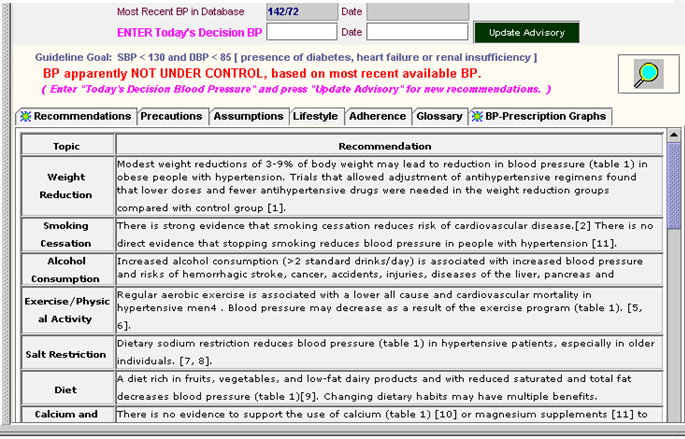 Most Recent BP in Database 142/72 Date
ENTER Today's Decision BP Date Update Advisory
Guideline Goal: SBP < 130 and DBP < 85 [ presence of diabetes, heart failure or renal insufficiency ]
BP apparently NOT UNDER CONTROL, based on most recent available BP.
( Enter "Today's Decision Blood Pressure" and press "Update Advisory" for new recommendations. )
Recommendations Precautions Assumptions Lifestyle Adherence Glossary BP-Prescription Graphs
Topic Recommendation
Weight Reduction
Modest weight reductions of 3-9% of body weight may lead to reduction in blood pressure (table 1) in
obese people with hypertension. Trials that allowed adjustment of antihypertensive regimens found
that lower doses and fewer antihypertensive drugs were needed in the weight reduction groups
compared with control group [1].
Smoking
Cessation
There is strong evidence that smoking cessation reduces risk of cardiovascular disease.[2] There is no
direct evidence that stopping smoking reduces blood pressure in people with hypertension [11].
Alcohol
Consumption
Increased alcohol consumption (>2 standard drinks/day) is associated with increased blood pressure
and risks of hemorrhagic stroke, cancer, accidents, injuries, diseases of the liver, pancreas and
Exercise/Physic
al Activity
Regular aerobic exercise is associated with a lower all cause and cardiovascular mortality in
hypertensive men4 . Blood pressure may decrease as a result of the exercise program (table 1). [5,
6].
Salt Restriction
Dietary sodium restriction reduces blood pressure (table 1) in hypertensive patients, especially in older
individuals. [7, 8].
Diet
A diet rich in fruits, vegetables, and low-fat dairy products and with reduced saturated and total fat
decreases blood pressure (table 1)[9]. Changing dietary habits may have multiple benefits.
Calcium and
There is no evidence to support the use of calcium (table 1) [10] or magnesium supplements [11] to